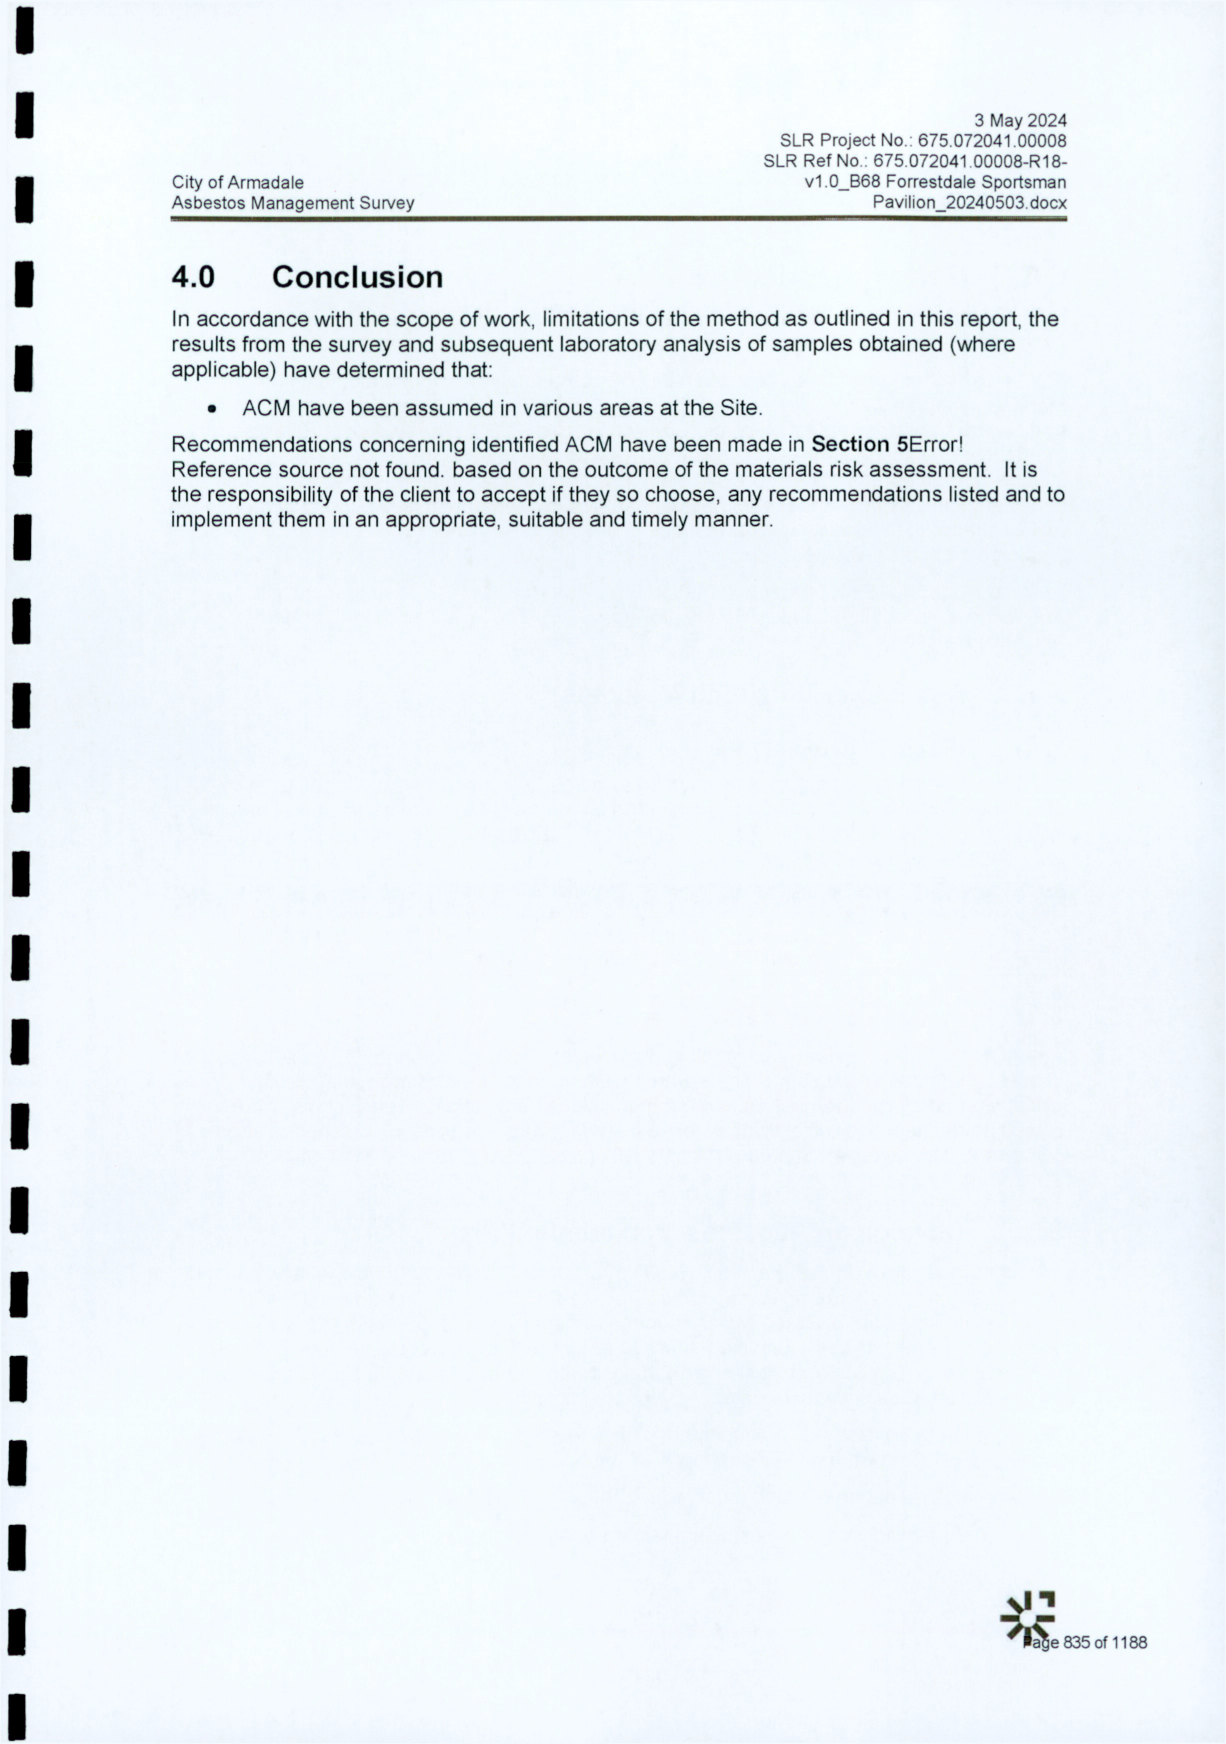 3 May 2024
SLR Project No.: 675.072041.00008
SLR Ref No.: 675.072041.00008-R18-
City of Armadale
v1.0_B68 Forrestdale Sportsman
Asbestos Management Survey
Pavilion_20240503.docx
4.0 Conclusion
In accordance with the scope of work, limitations of the method as outlined in this report, the
results from the survey and subsequent laboratory analysis of samples obtained (where
applicable) have determined that:
• ACM have been assumed in various areas at the Site.
Recommendations concerning identified ACM have been made in Section 5Error!
Reference source not found. based on the outcome of the materials risk assessment. It is
the responsibility of the client to accept if they so choose, any recommendations listed and to
implement them in an appropriate, suitable and timely manner.
Page 835 of 1188